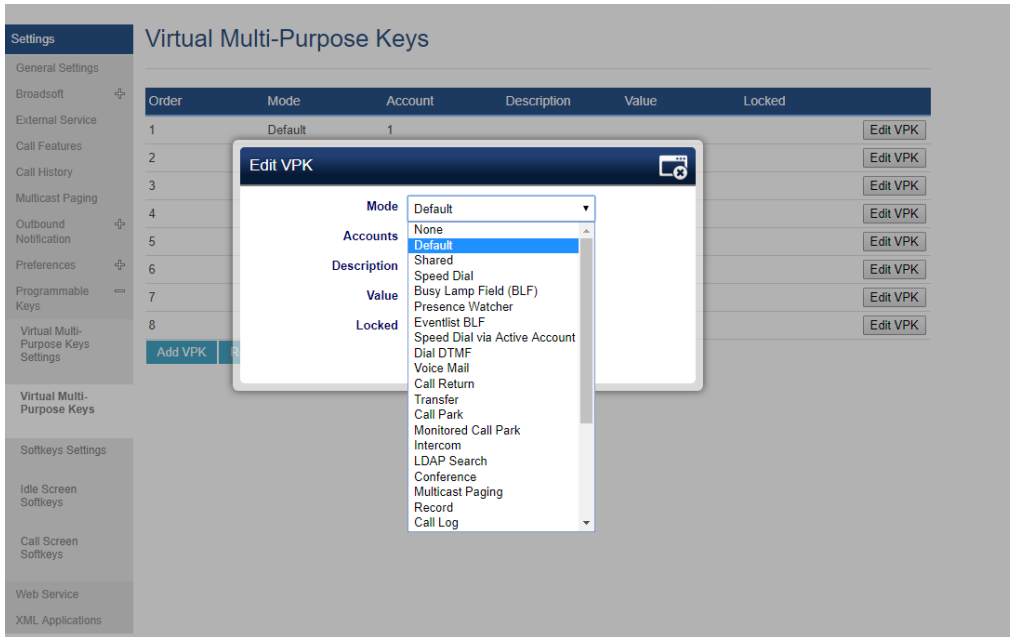 Settings
General Settings
Broadsoft
External Service
Call Features
Call History
Multicast Paging
Outbound
Notification
Preferences
Programmable
Keys
Virtual Multi-
Purpose Keys
Settings
Virtual Multi-
Purpose Keys
Softkeys Settings
Idle Screen
Softkeys
Call Screen
Softkeys
Web Service
XML Applications
Virtual Multi-Purpose Keys
Order Mode Account Description Value Locked
1 Default 1 Edit VPK
2 Edit VPK
3 Edit VPK
4 Edit VPK
5 Edit VPK
6 Edit VPK
7 Edit VPK
8 Edit VPK
Add VPK
Edit VPK
Mode Default
Accounts
Description
Value
Locked
None
Default
Shared
Speed Dial
Busy Lamp Field (BLF)
Presence Watcher
Eventlist BLF
Speed Dial via Active Account
Dial DTMF
Voice Mail
Call Return
Transfer
Call Park
Monitored Call Park
Intercom
LDAP Search
Conference
Multicast Paging
Record
Call Log